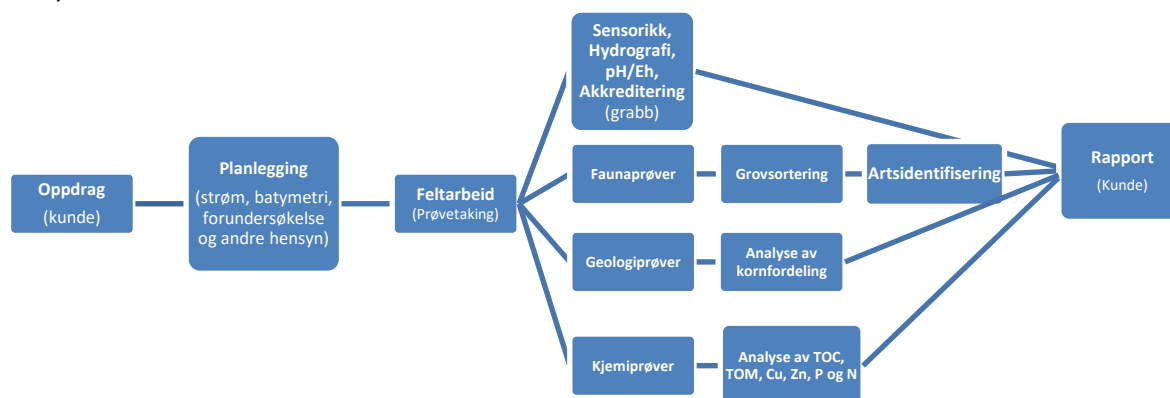 Oppdrag
(kunde)
Planlegging
(strøm, batymetri,
forundersøkelse
og andre hensyn)
Feltarbeid
(Prøvetaking)
Sensorikk,
Hydrografi,
pH/Eh,
Akkreditering
(grabb)
Faunaprøver
Grovsortering
Artsidentifisering
Geologiprøver
Analyse av
kornfordeling
Kjemiprøver
Analyse av TOC,
TOM, Cu, Zn, P og N
Rapport
(Kunde)